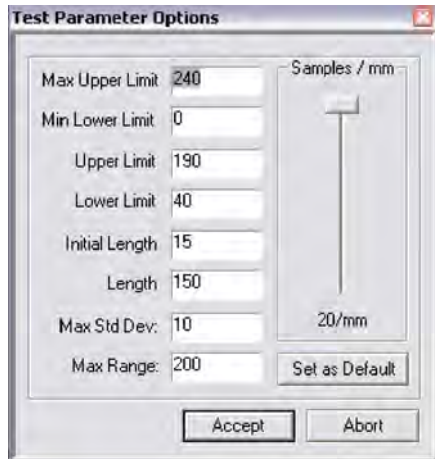 Test Parameter Options
Max Upper Limit 240
Min Lower Limit 0
Upper Limit 190
Lower Limit 40
Initial Length 15
Length 150
Max Std Dev: 10
Max Range: 200
Samples / mm
20/mm
Set as Default
Accept Abort